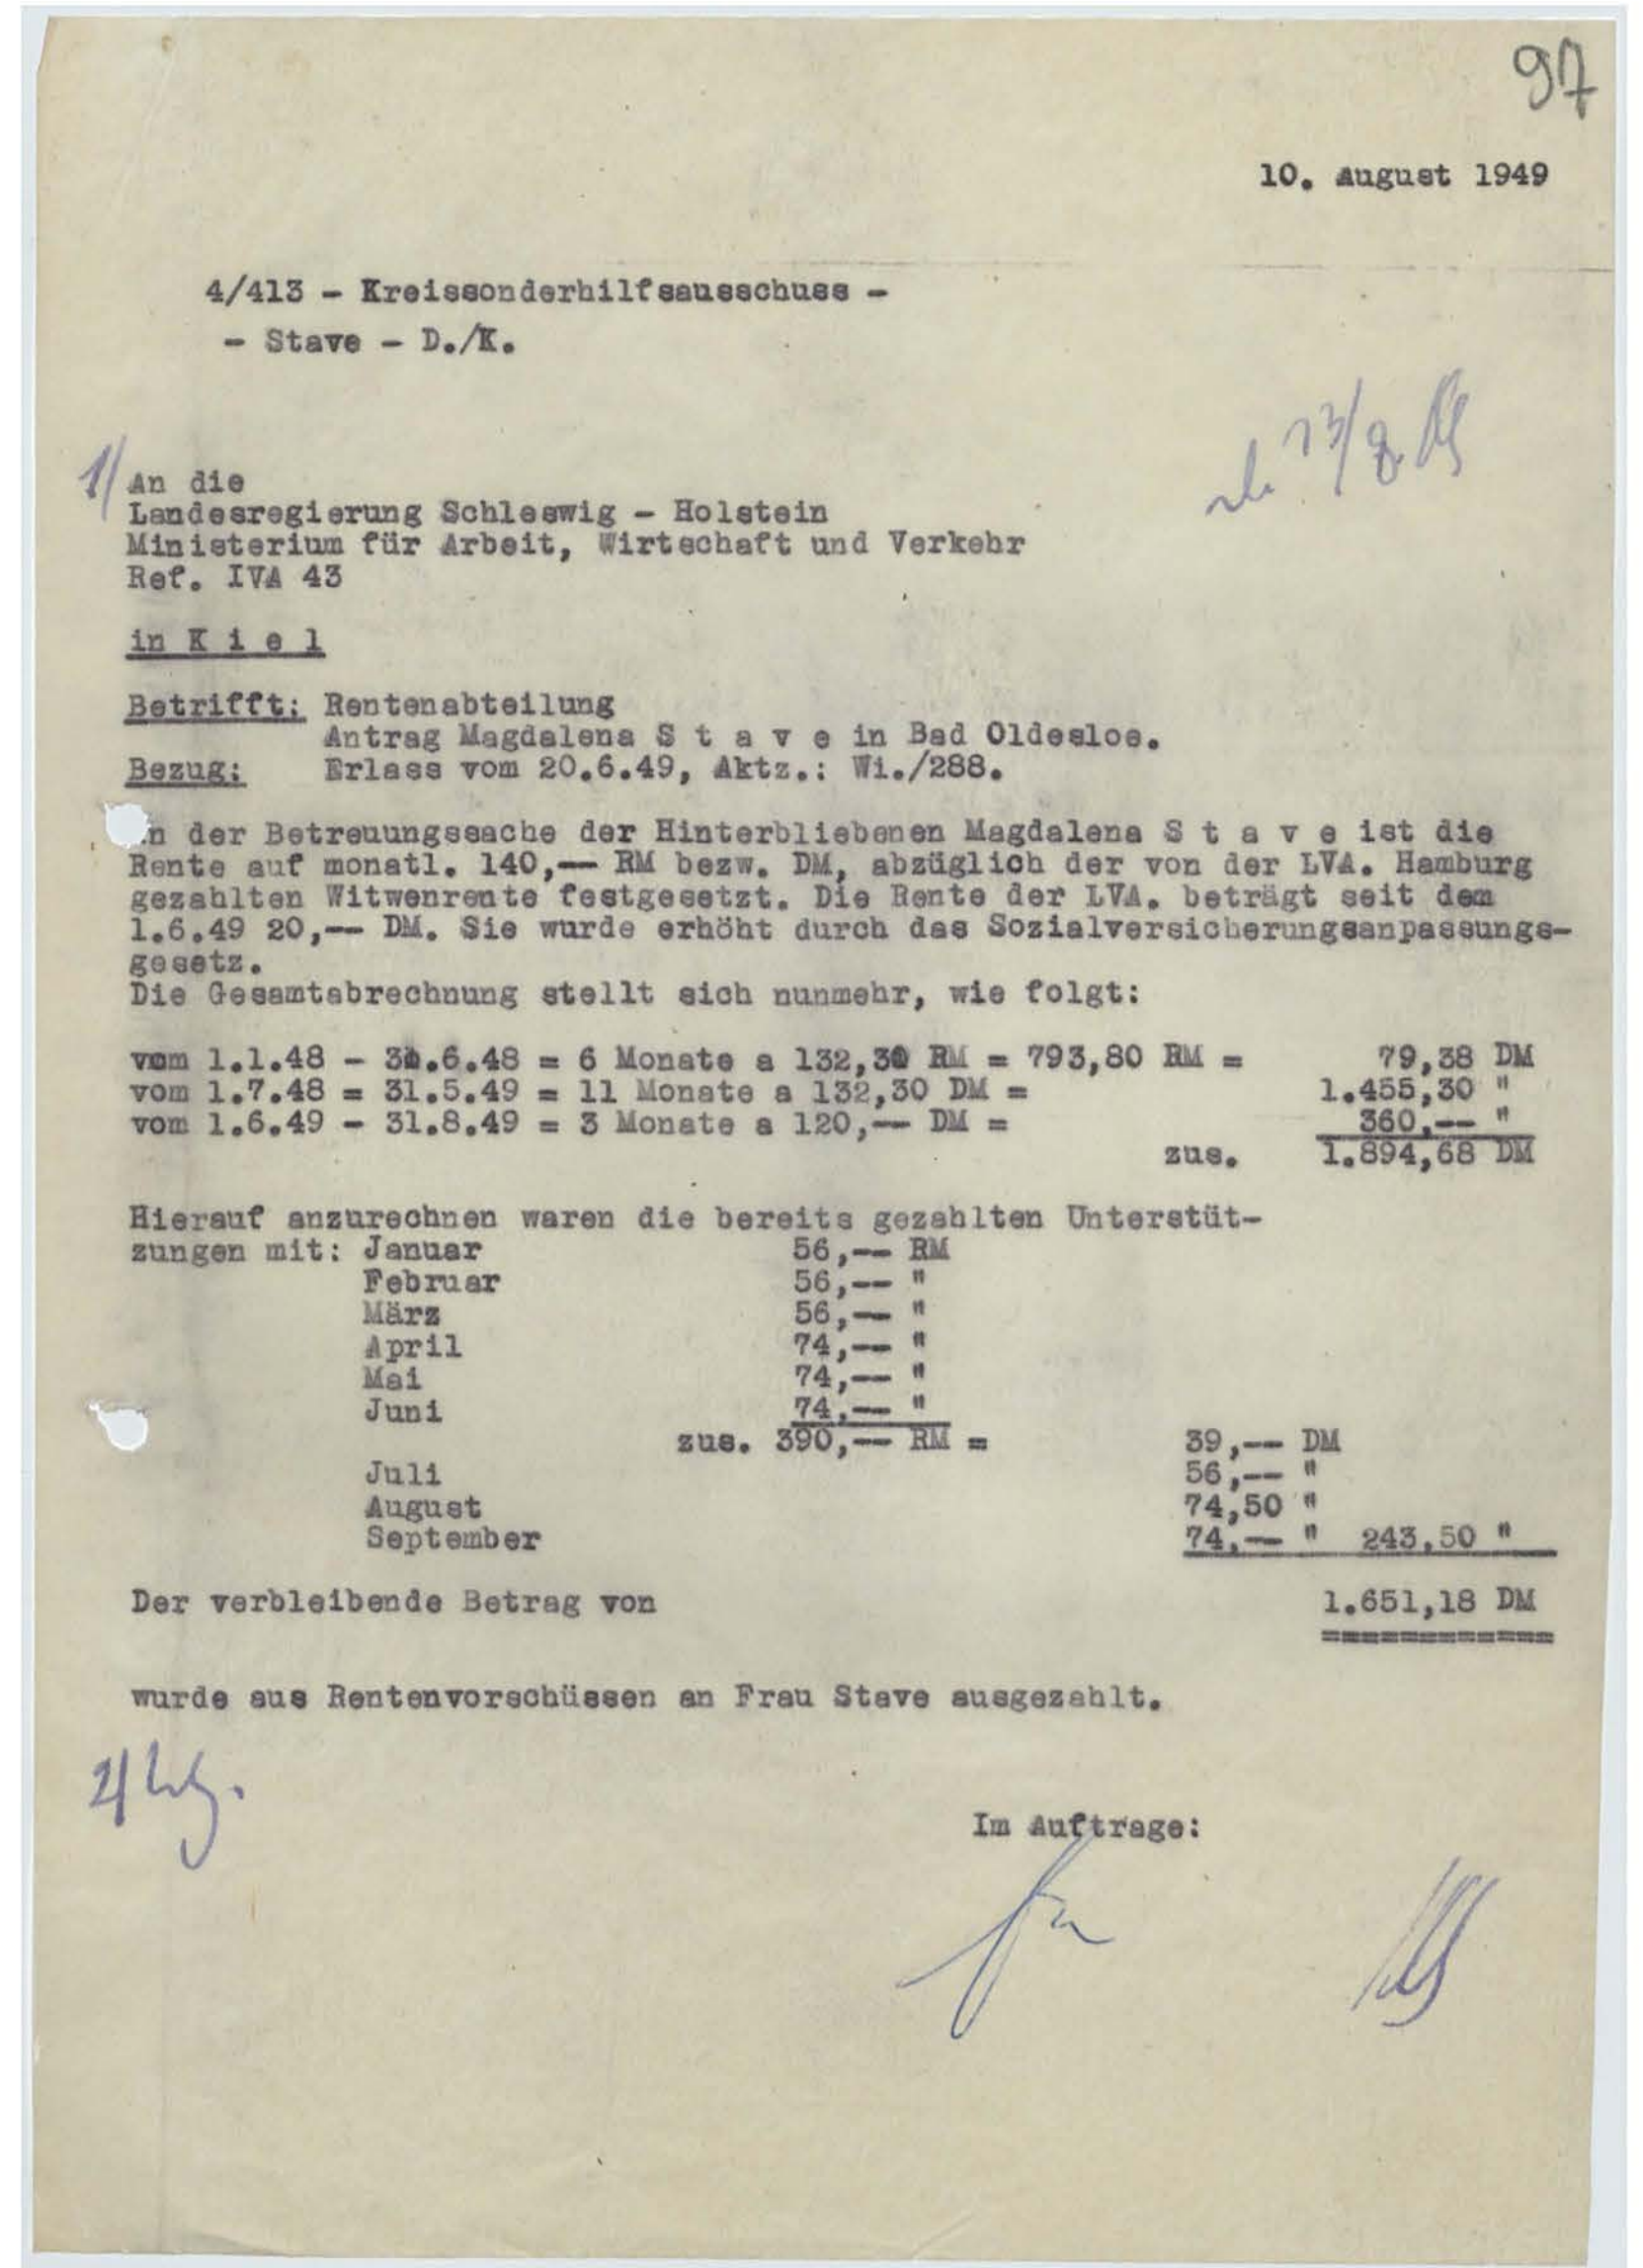 97
10. August 1949
4/413 - Kreissonderhilfsausschuss -
- Stave - D./K.
1/ An die
Landesregierung Schleswig - Holstein
Ministerium für Arbeit, Wirtschaft und Verkehr
Ref. IVA 43
in K i e l
Betrifft: Rentenabteilung
Antrag Magdalena S t a v e in Bad Oldesloe.
Bezug: Erlass vom 20.6.49, Aktz.: Wi./288.
n der Betreuungssache der Hinterbliebenen Magdalena S t a v e ist die
Rente auf monatl. 140,-- RM bezw. DM, abzüglich der von der LVA. Hamburg
gezahlten Witwenrente festgesetzt. Die Rente der LVA. beträgt seit dem
1.6.49 20,-- DM. Sie wurde erhöht durch das Sozialversicherungsanpassungs-
gesetz.
Die Gesamtabrechnung stellt sich nunmehr, wie folgt:
vom 1.1.48 - 30.6.48 = 6 Monate a 132,30 RM = 793,80 RM = 79,38 DM
vom 1.7.48 = 31.5.49 = 11 Monate a 132,30 DM = 1.455,30 "
vom 1.6.49 - 31.8.49 = 3 Monate a 120,-- DM = 360,-- "
zus. 1.894,68 DM
Hierauf anzurechnen waren die bereits gezahlten Unterstüt-
zungen mit: Januar 56,-- RM
Februar 56,-- "
März 56,-- "
April 74,-- "
Mai 74,-- "
Juni 74,-- "
zus. 390,-- RM = 39,-- DM
Juli 56,-- "
August 74,50 "
September 74,-- " 243,50 "
Der verbleibende Betrag von 1.651,18 DM
============
wurde aus Rentenvorschüssen an Frau Stave ausgezahlt.
2/
Im Auftrage: